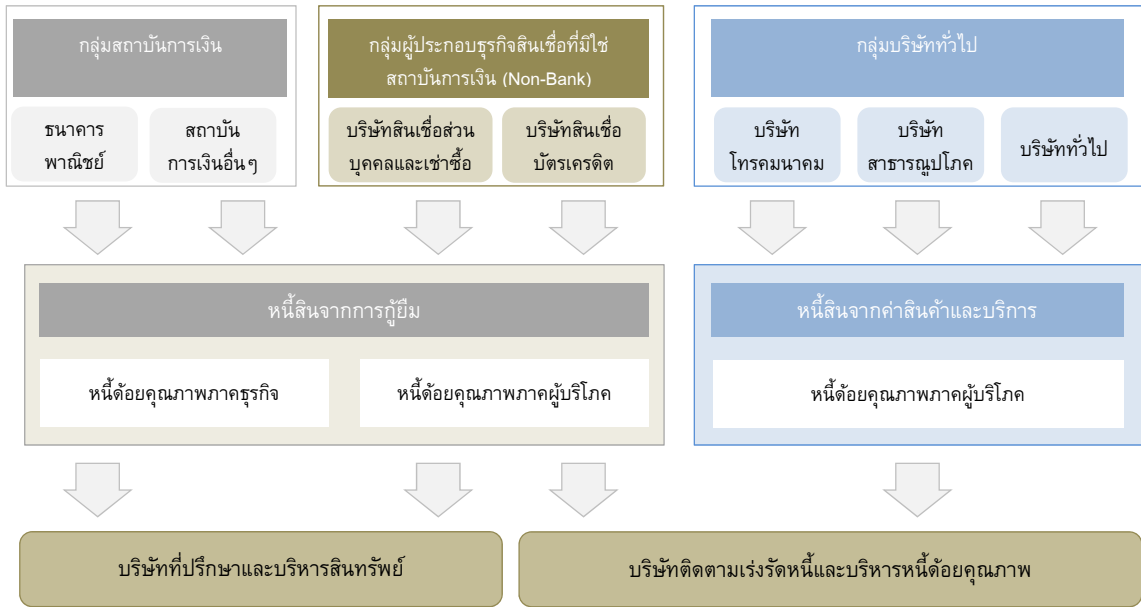 กลุ่มสถาบันการเงิน
ธนาคาร
พาณิชย์
สถาบัน
การเงินอื่นๆ
กลุ่มผู้ประกอบธุรกิจสินเชื่อที่มิใช่
สถาบันการเงิน (Non-Bank)
บริษัทสินเชื่อส่วน
บุคคลและเช่าซื้อ
บริษัทสินเชื่อ
บัตรเครดิต
กลุ่มบริษัททั่วไป
บริษัท
โทรคมนาคม
บริษัท
สาธารณูปโภค
บริษัททั่วไป
หนี้สินจากการกู้ยืม
หนี้ด้อยคุณภาพภาคธุรกิจ
หนี้ด้อยคุณภาพภาคผู้บริโภค
หนี้สินจากค่าสินค้าและบริการ
หนี้ด้อยคุณภาพภาคผู้บริโภค
บริษัทที่ปรึกษาและบริหารสินทรัพย์
บริษัทติดตามเร่งรัดหนี้และบริหารหนี้ด้อยคุณภาพ